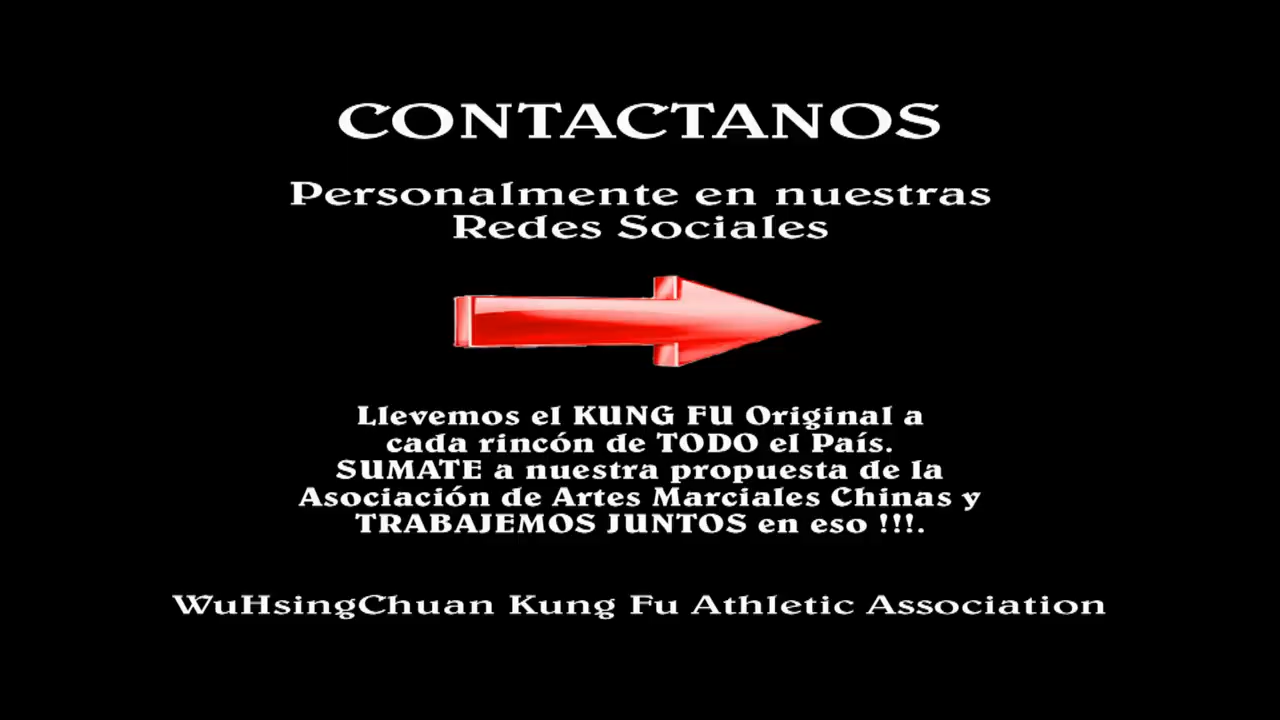 CONTACTANOS
Personalmente en nuestras
Redes Sociales
Llevemos el KUNG FU Original a
cada rincón de TODO el País.
SUMATE a nuestra propuesta de la
Asociación de Artes Marciales Chinas y
TRABAJEMOS JUNTOS en eso !!!.
WuHsingChuan Kung Fu Athletic Association